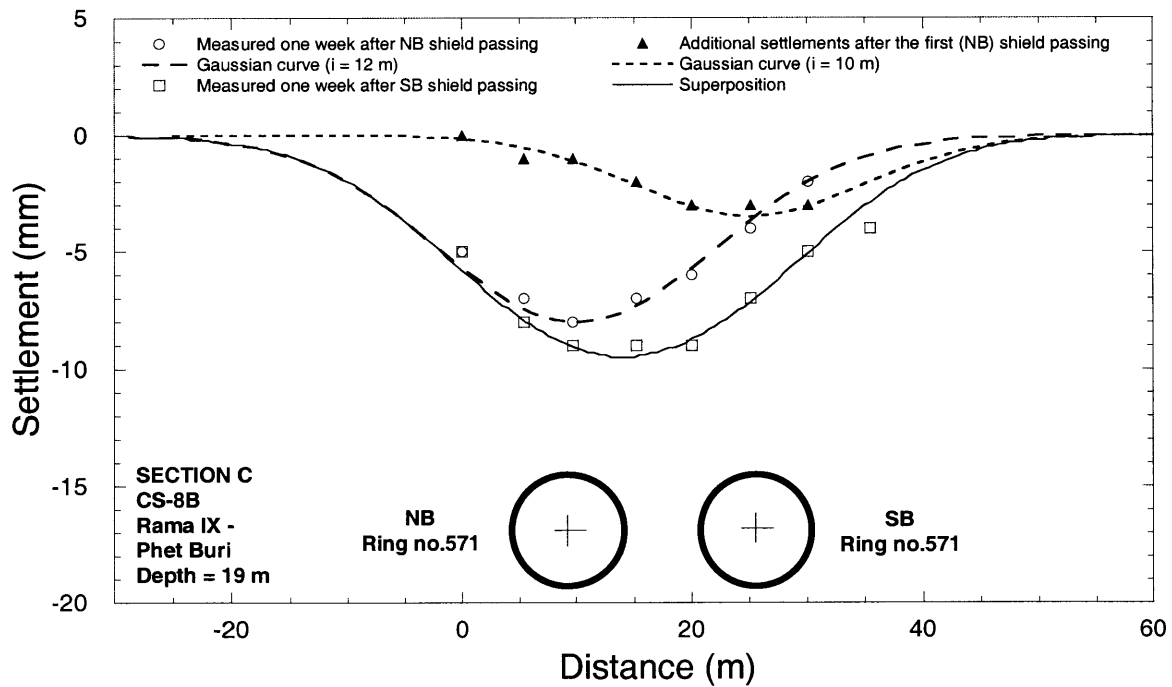 5
Measured one week after NB shield passing
Gaussian curve (i = 12 m)
Measured one week after SB shield passing
Additional settlements after the first (NB) shield passing
Gaussian curve (i = 10 m)
Superposition
0
-5
-10
-15
-20
Settlement (mm)
SECTION C
CS-8B
Rama IX -
Phet Buri
Depth = 19 m
NB
Ring no.571
SB
Ring no.571
-20
0
20
40
60
Distance (m)